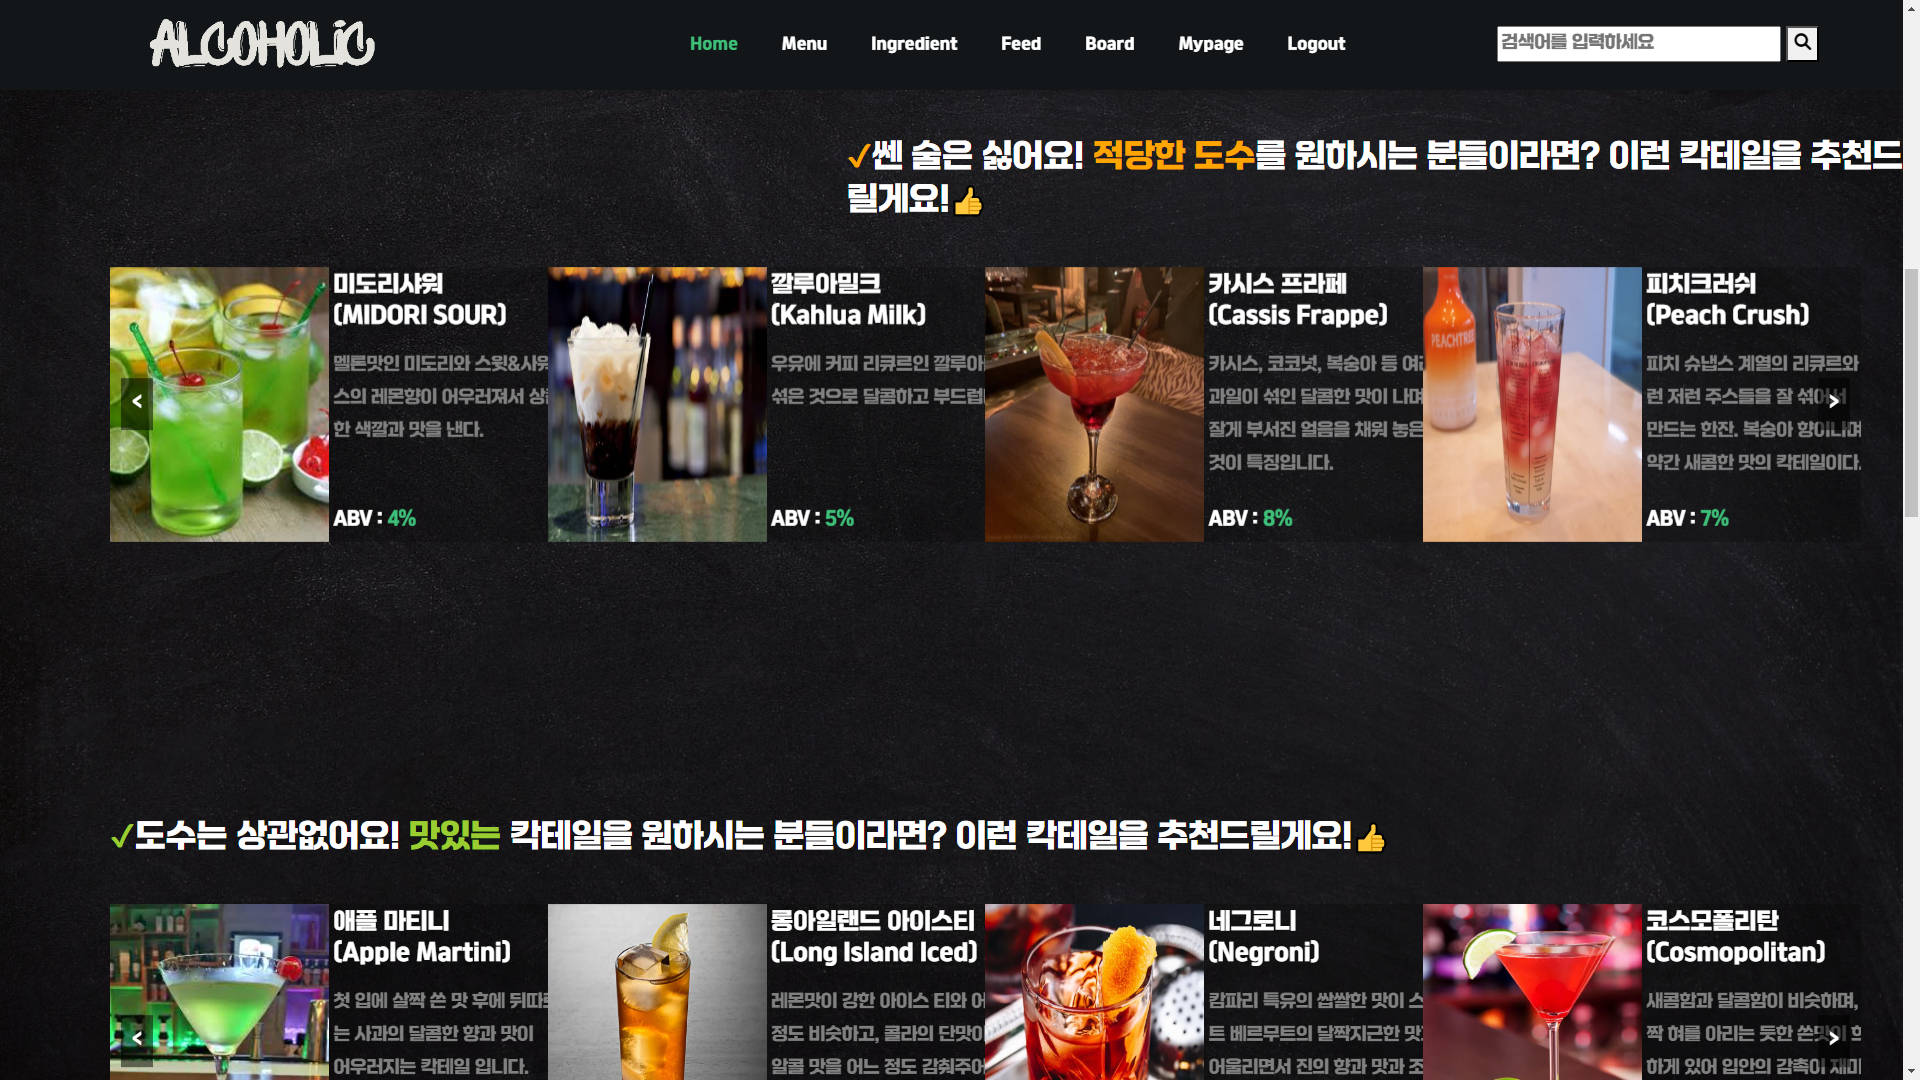 ALCOHOLiC
Home Menu Ingredient Feed Board Mypage Logout
검색어를 입력하세요
✓쎈 술은 싫어요! 적당한 도수를 원하시는 분들이라면? 이런 칵테일을 추천드
릴게요!👍
미도리샤워
(MIDORI SOUR)
멜론맛인 미도리와 스윗&사워
스의 레몬향이 어우러져서 상
한 색깔과 맛을 낸다.
ABV : 4%
깔루아밀크
(Kahlua Milk)
우유에 커피 리큐르인 깔루아
섞은 것으로 달콤하고 부드럽
ABV : 5%
카시스 프라페
(Cassis Frappe)
카시스, 코코넛, 복숭아 등 여러
과일이 섞인 달콤한 맛이 나며
잘게 부서진 얼음을 채워 놓은
것이 특징입니다.
ABV : 8%
PEACHTREE
피치크러쉬
(Peach Crush)
피치 슈냅스 계열의 리큐르와
런 저런 주스들을 잘 섞어서
만드는 한잔. 복숭아 향이나며
약간 새콤한 맛의 칵테일이다.
ABV : 7%
✓도수는 상관없어요! 맛있는 칵테일을 원하시는 분들이라면? 이런 칵테일을 추천드릴게요!👍
애플 마티니
(Apple Martini)
첫 입에 살짝 쓴 맛 후에 뒤따르
는 사과의 달콤한 향과 맛이
어우러지는 칵테일 입니다.
롱아일랜드 아이스티
(Long Island Iced)
레몬맛이 강한 아이스 티와 어
정도 비슷하고, 콜라의 단맛이
알콜 맛을 어느 정도 감춰주어
네그로니
(Negroni)
캄파리 특유의 쌉쌀한 맛이 스
트 베르무트의 달짝지근한 맛
어울리면서 진의 향과 맛과 조
코스모폴리탄
(Cosmopolitan)
새콤함과 달콤함이 비슷하며,
짝 혀를 아리는 듯한 쓴맛이 흐
하게 있어 입안의 감촉이 재미